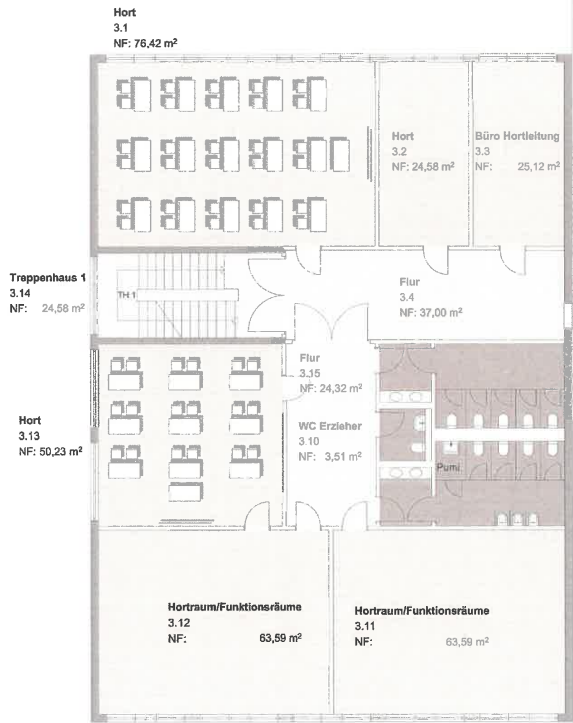 Hort
3.1
NF: 76,42 m²
Hort
3.2
NF: 24,58 m²
Büro Hortleitung
3.3
NF: 25,12 m²
Treppenhaus 1
3.14
NF: 24,58 m²
TH 1
Flur
3.4
NF: 37,00 m²
Flur
3.15
NF: 24,32 m²
Hort
3.13
NF: 50,23 m²
WC Erzieher
3.10
NF: 3,51 m²
Pumi
Hortraum/Funktionsräume
3.12
NF: 63,59 m²
Hortraum/Funktionsräume
3.11
NF: 63,59 m²